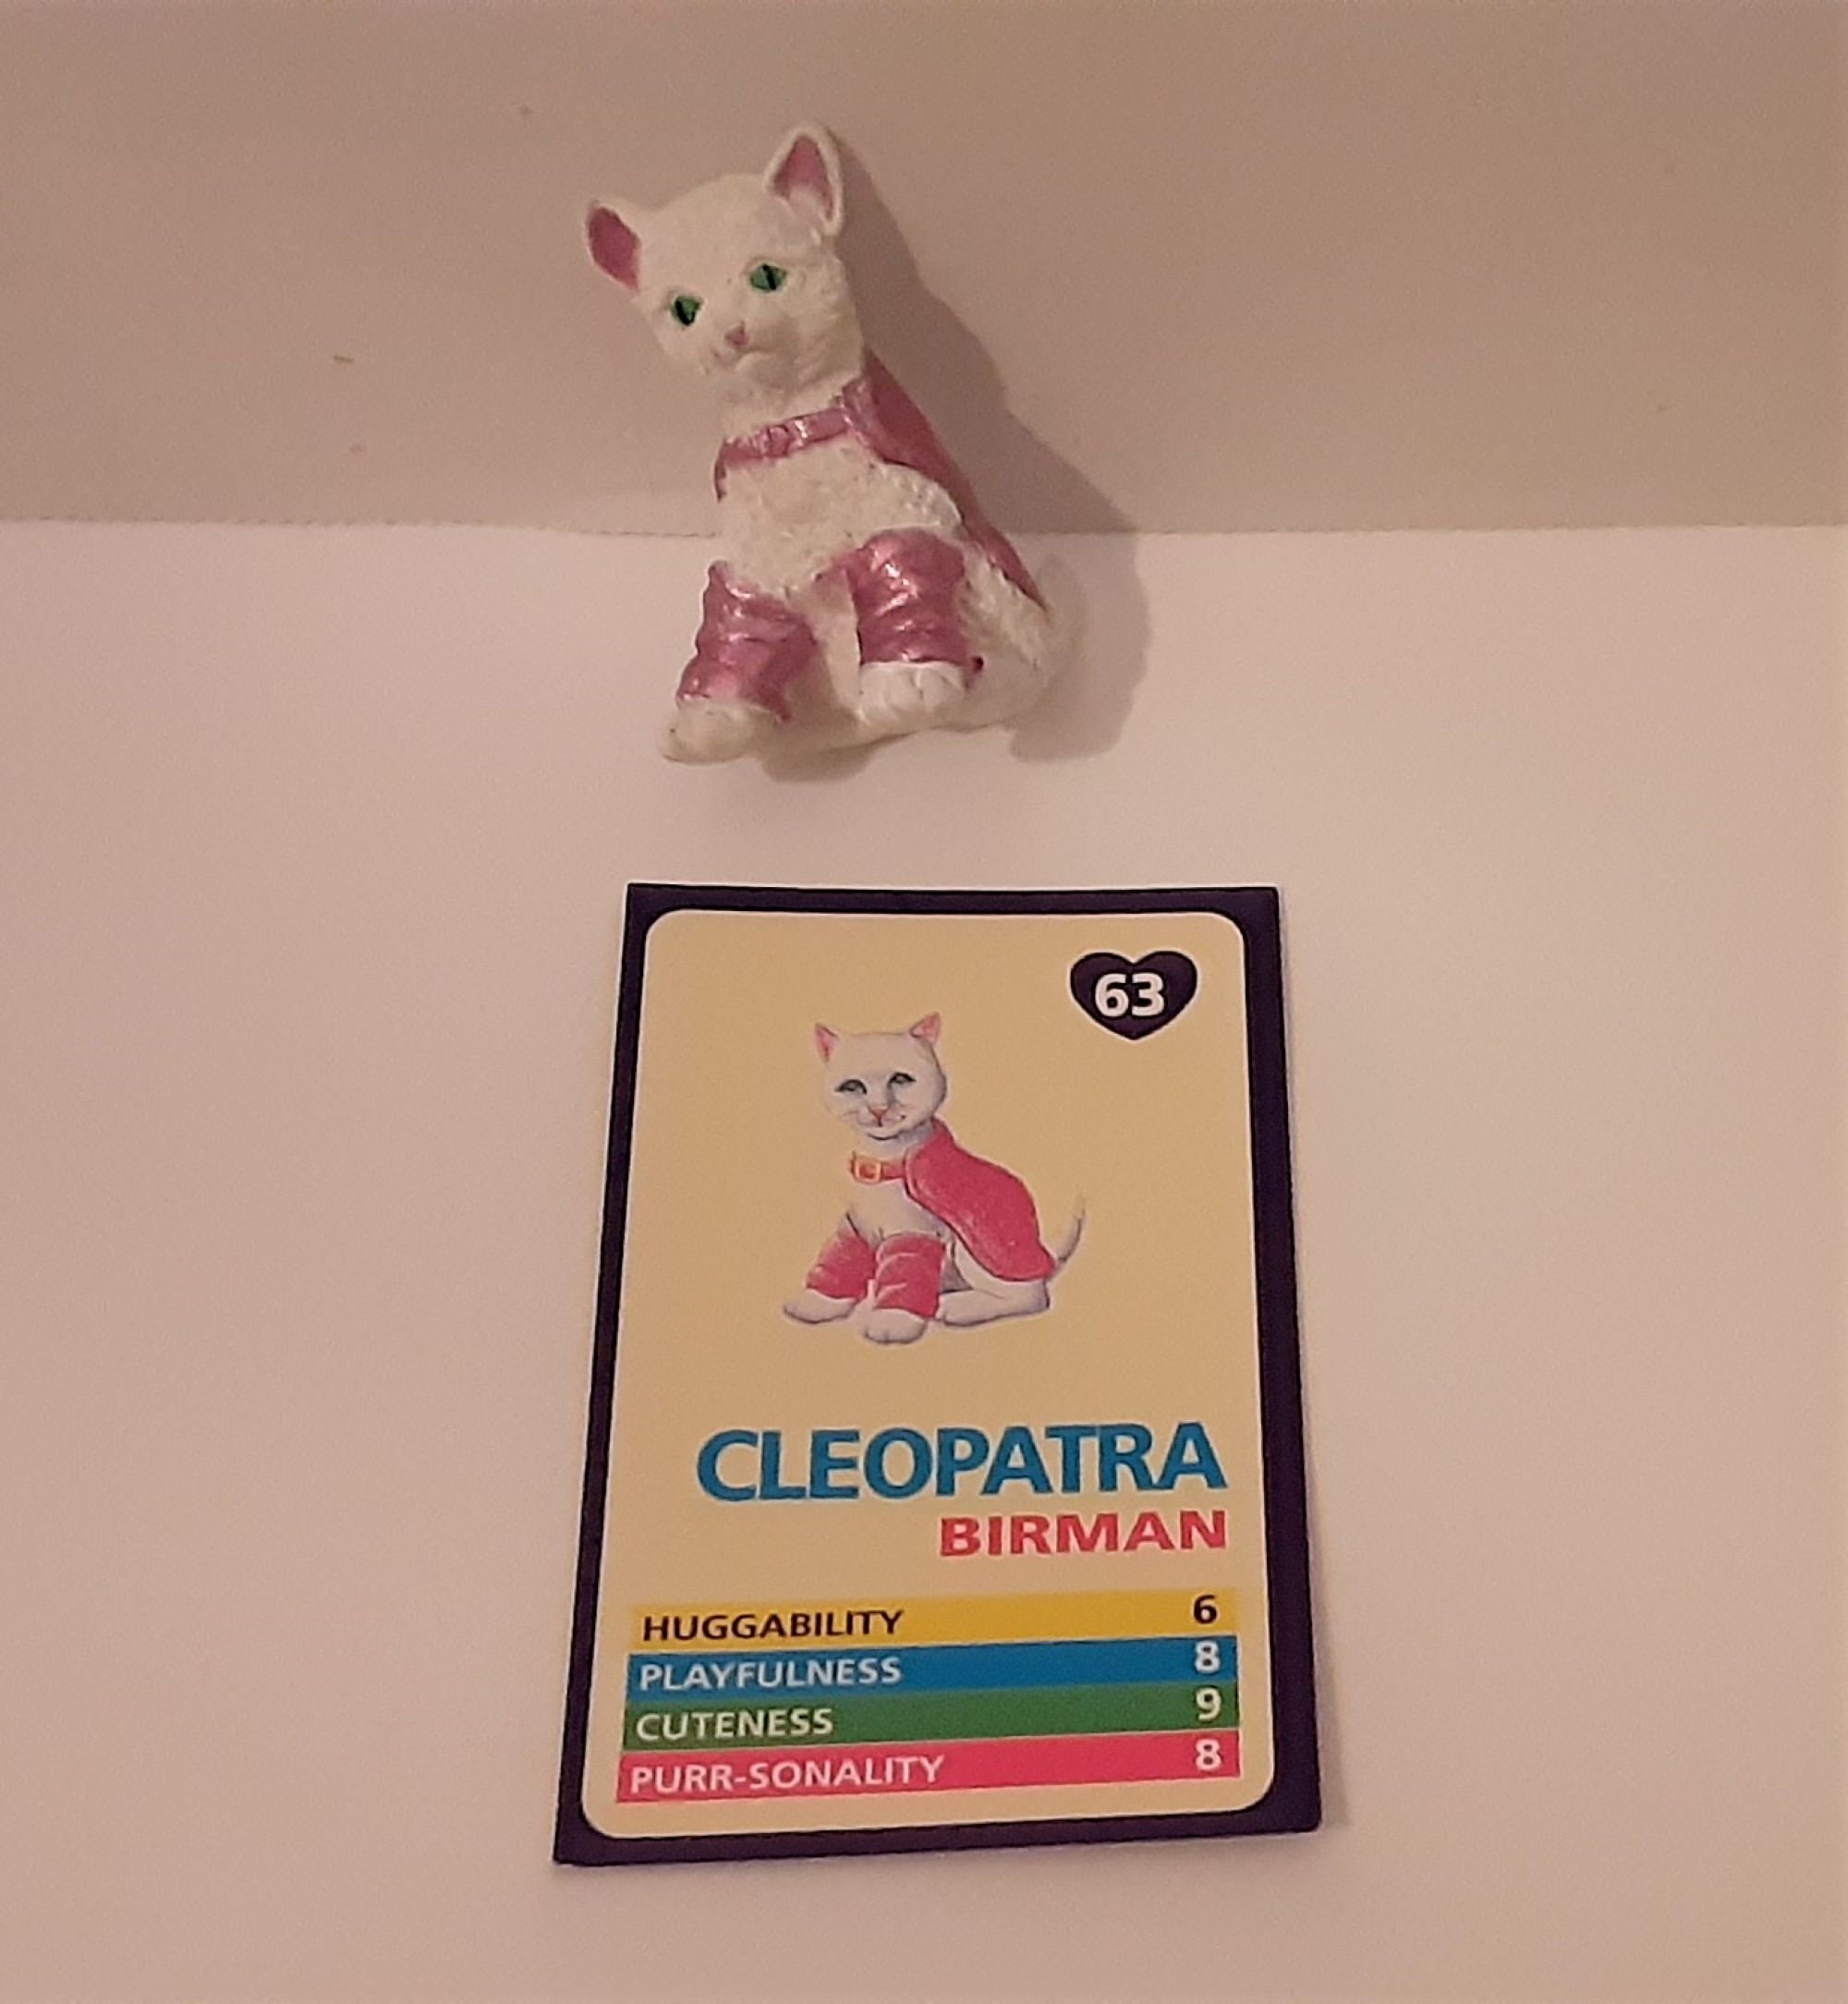 63
CLEOPATRA
BIRMAN
HUGGABILITY 6
PLAYFULNESS 8
CUTENESS 9
PURR-SONALITY 8